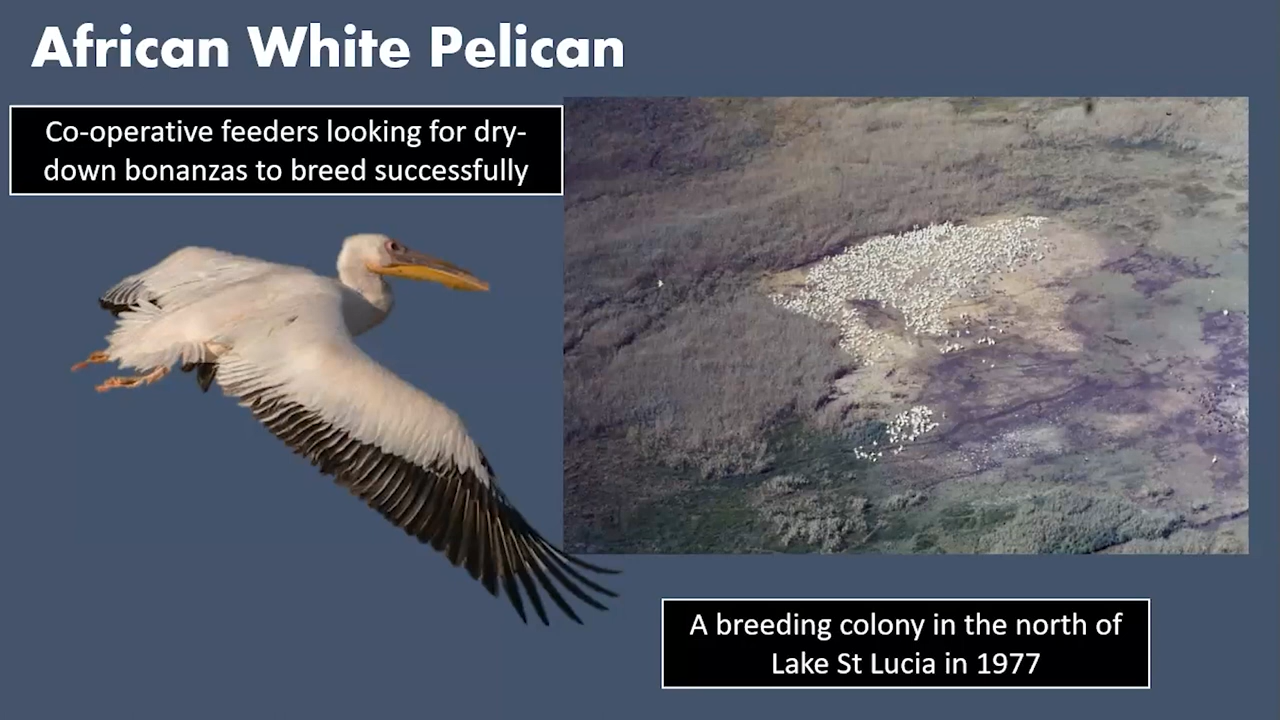 African White Pelican
Co-operative feeders looking for dry-
down bonanzas to breed successfully
A breeding colony in the north of
Lake St Lucia in 1977